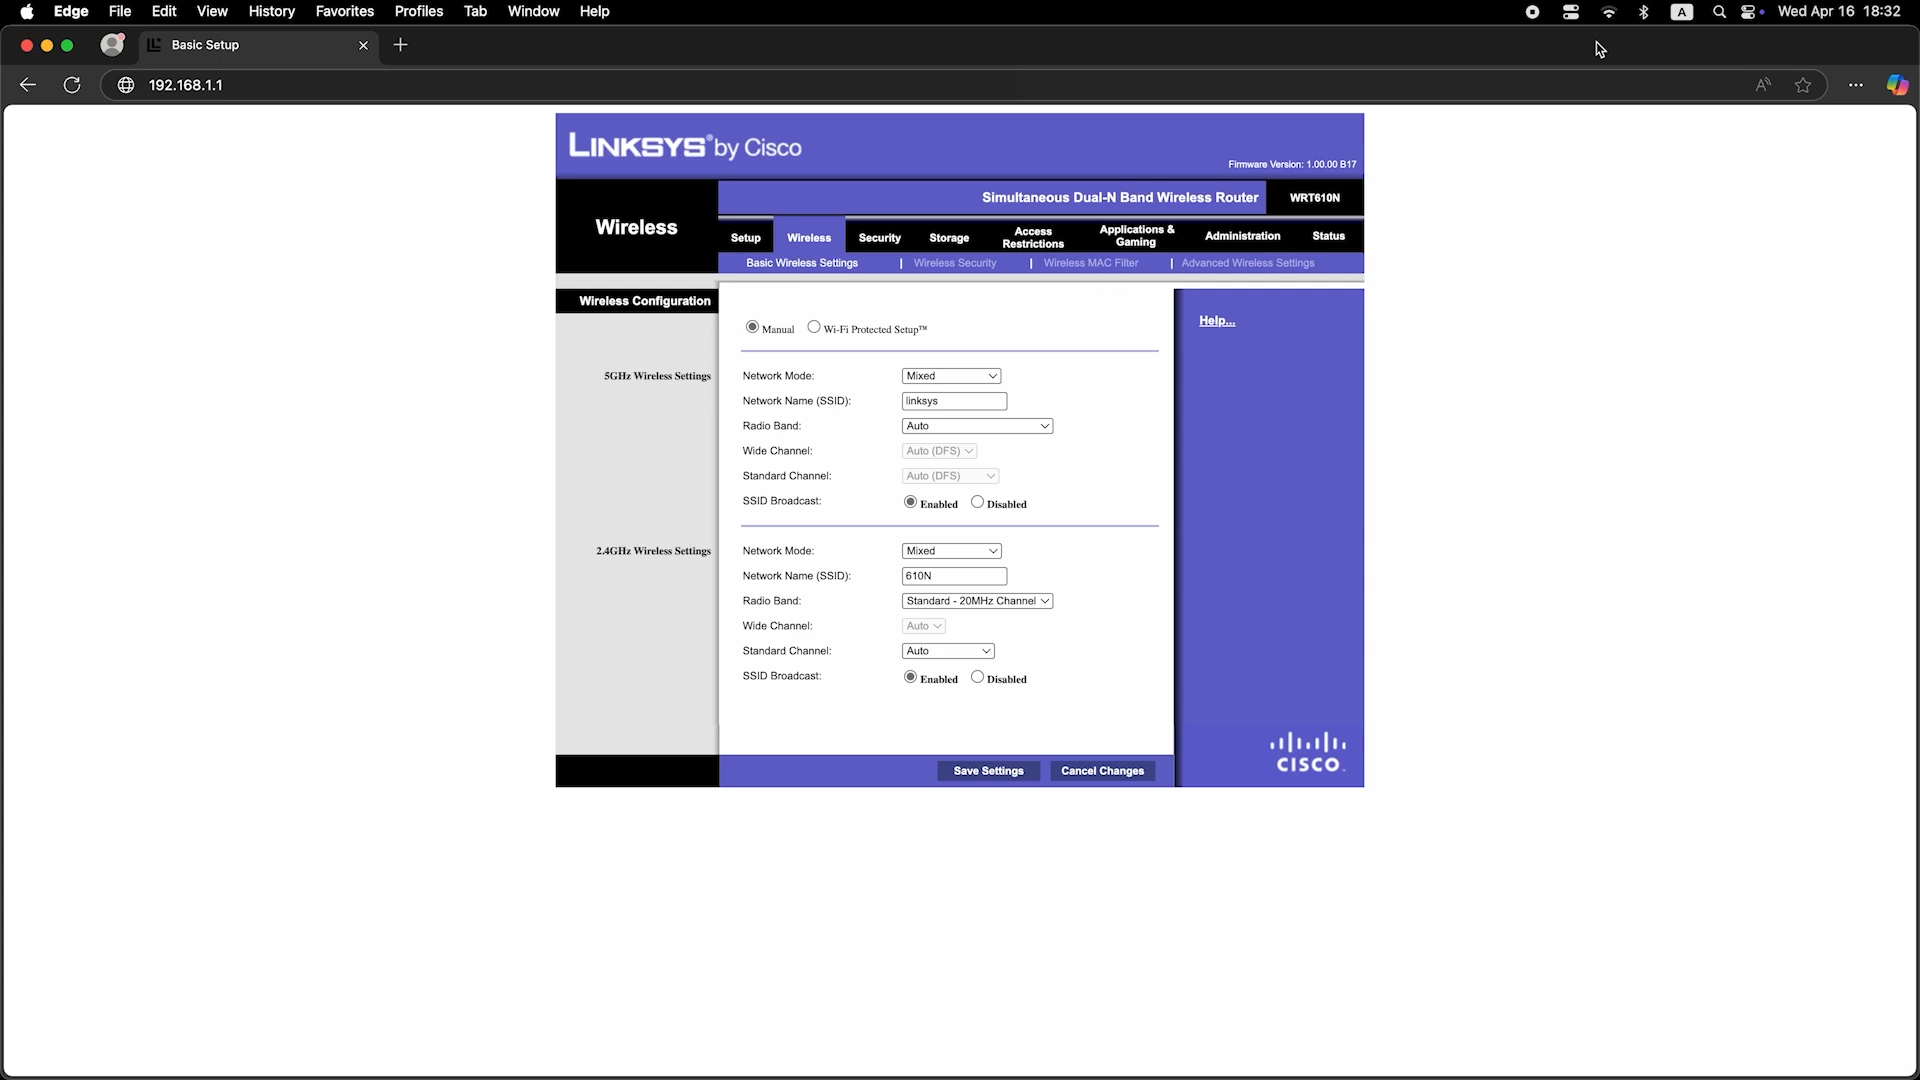 Edge File Edit View History Favorites Profiles Tab Window Help A Wed Apr 16 18:32
Basic Setup
192.168.1.1
LINKSYS® by Cisco
Firmware Version: 1.00.00 B17
Simultaneous Dual-N Band Wireless Router WRT610N
Wireless
Setup Wireless Security Storage Access Restrictions Applications & Gaming Administration Status
Basic Wireless Settings | Wireless Security | Wireless MAC Filter | Advanced Wireless Settings
Wireless Configuration
Help...
Manual Wi-Fi Protected Setup™
5GHz Wireless Settings
Network Mode: Mixed
Network Name (SSID): linksys
Radio Band: Auto
Wide Channel: Auto (DFS)
Standard Channel: Auto (DFS)
SSID Broadcast: Enabled Disabled
2.4GHz Wireless Settings
Network Mode: Mixed
Network Name (SSID): 610N
Radio Band: Standard - 20MHz Channel
Wide Channel: Auto
Standard Channel: Auto
SSID Broadcast: Enabled Disabled
CISCO
Save Settings Cancel Changes